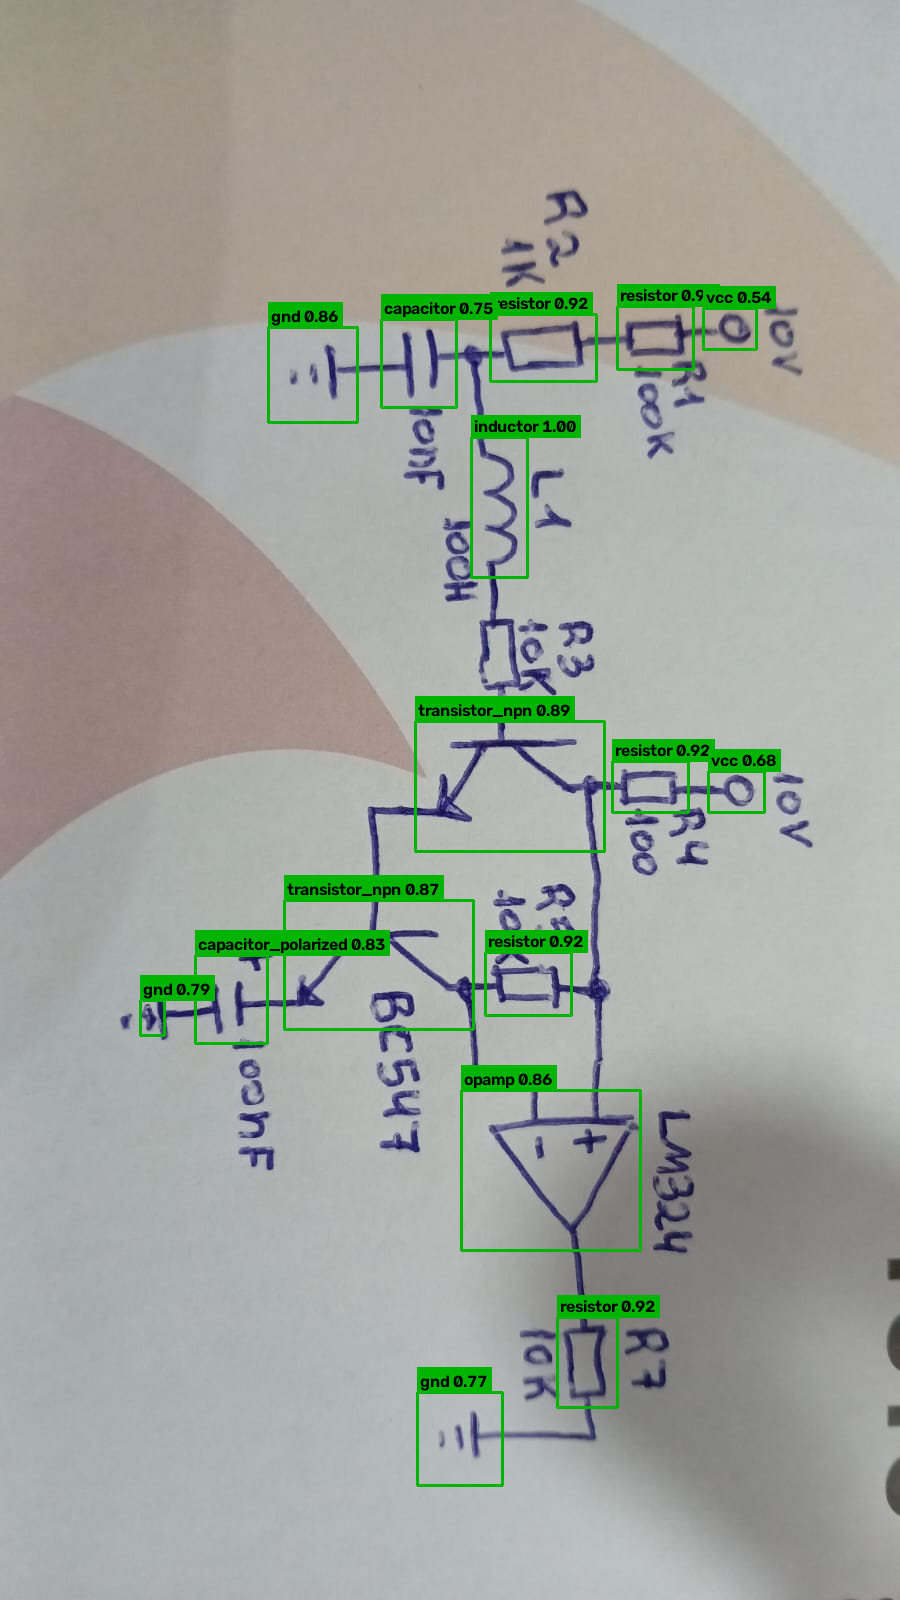 R2
1K
gnd 0.86
capacitor 0.75
resistor 0.92
resistor 0.9
vcc 0.54
10V
R1
100K
10nF
inductor 1.00
L1
100H
R3
10K
transistor_npn 0.89
resistor 0.92
vcc 0.68
10V
R4
100
transistor_npn 0.87
capacitor_polarized 0.83
resistor 0.92
gnd 0.79
BC547
100nF
opamp 0.86
- +
LM324
resistor 0.92
R7
10K
gnd 0.77